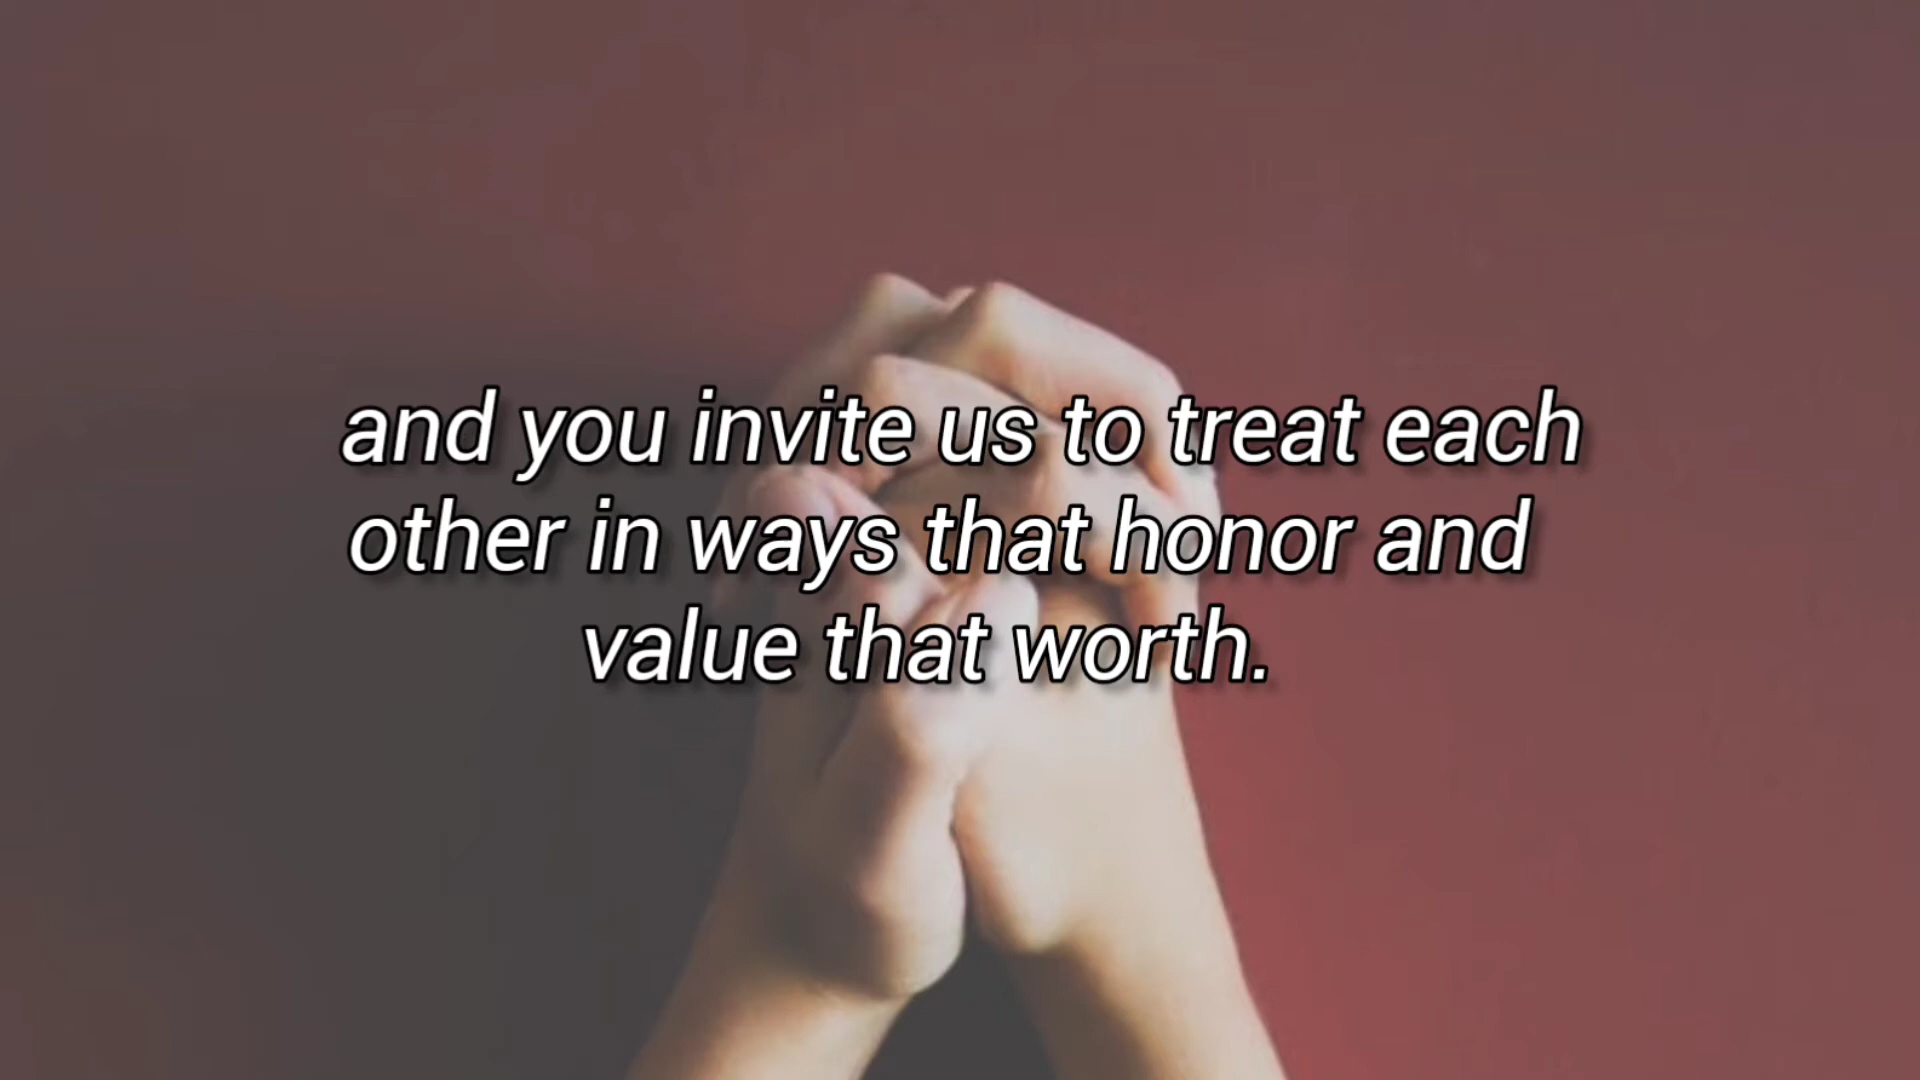 and you invite us to treat each
other in ways that honor and
value that worth.